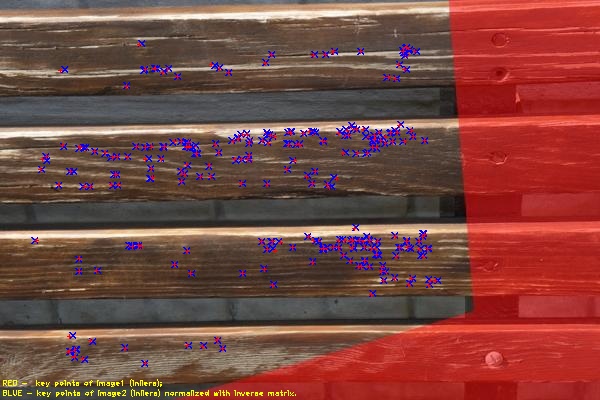 RED - key points of image1 (inliers);
BLUE - key points of image2 (inliers) normalized with inverse matrix.